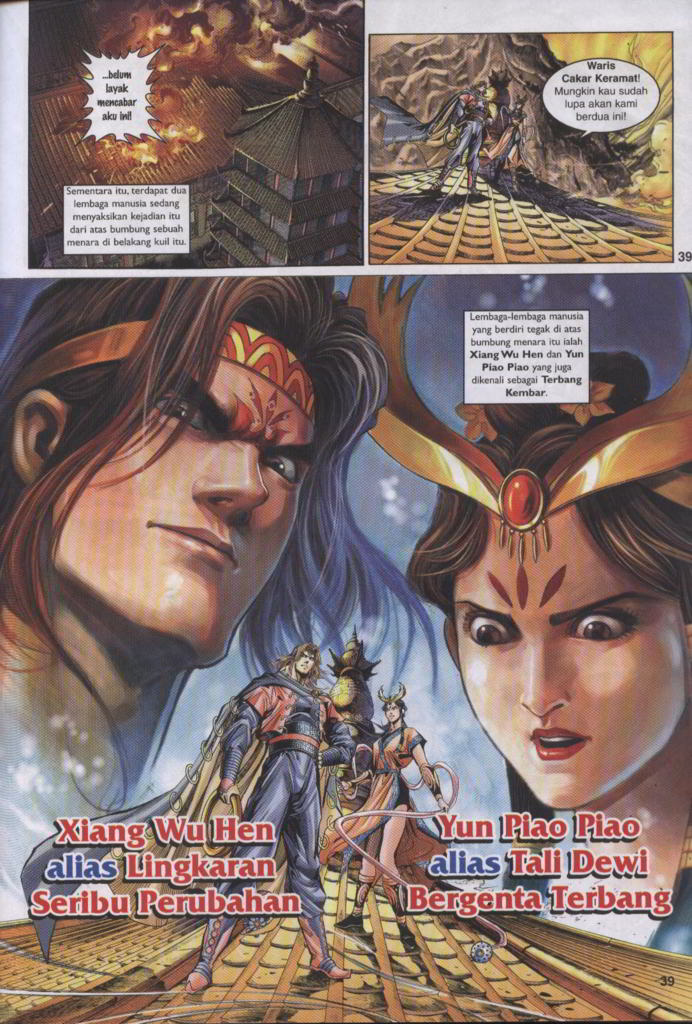 ...belum
layak
mencabar
aku ini!
Sementara itu, terdapat dua
lembaga manusia sedang
menyaksikan kejadian itu
dari atas bumbung sebuah
menara di belakang kuil itu.
Waris
Cakar Keramat!
Mungkin kau sudah
lupa akan kami
berdua ini!
39
Lembaga-lembaga manusia
yang berdiri tegak di atas
bumbung menara itu ialah
Xiang Wu Hen dan Yun
Piao Piao yang juga
dikenali sebagai Terbang
Kembar.
Xiang Wu Hen
alias Lingkaran
Seribu Perubahan
Yun Piao Piao
alias Tali Dewi
Bergenta Terbang
39